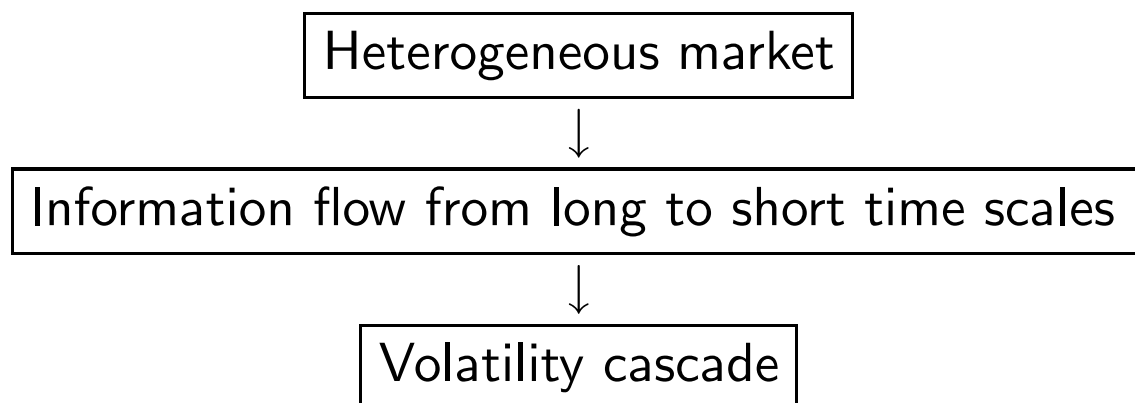 Heterogeneous market
↓
Information flow from long to short time scales
↓
Volatility cascade